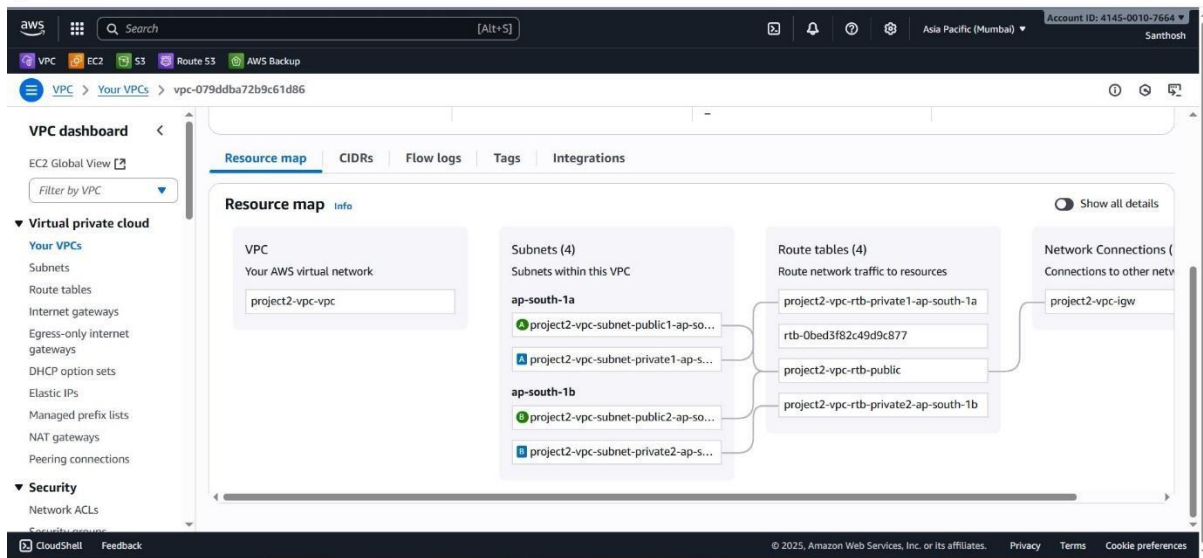 aws
Search [Alt+S]
Asia Pacific (Mumbai) ▼
Account ID: 4145-0010-7664 ▼
Santhosh
VPC EC2 S3 Route 53 AWS Backup
VPC > Your VPCs > vpc-079ddba72b9c61d86
VPC dashboard
EC2 Global View
Filter by VPC
Virtual private cloud
Your VPCs
Subnets
Route tables
Internet gateways
Egress-only internet
gateways
DHCP option sets
Elastic IPs
Managed prefix lists
NAT gateways
Peering connections
Security
Network ACLs
Security groups
–
Resource map CIDRs Flow logs Tags Integrations
Resource map Info
Show all details
VPC
Your AWS virtual network
project2-vpc-vpc
Subnets (4)
Subnets within this VPC
ap-south-1a
A project2-vpc-subnet-public1-ap-so...
A project2-vpc-subnet-private1-ap-s...
ap-south-1b
B project2-vpc-subnet-public2-ap-so...
B project2-vpc-subnet-private2-ap-s...
Route tables (4)
Route network traffic to resources
project2-vpc-rtb-private1-ap-south-1a
rtb-0bed3f82c49d9c877
project2-vpc-rtb-public
project2-vpc-rtb-private2-ap-south-1b
Network Connections (
Connections to other netw
project2-vpc-igw
CloudShell Feedback
© 2025, Amazon Web Services, Inc. or its affiliates. Privacy Terms Cookie preferences